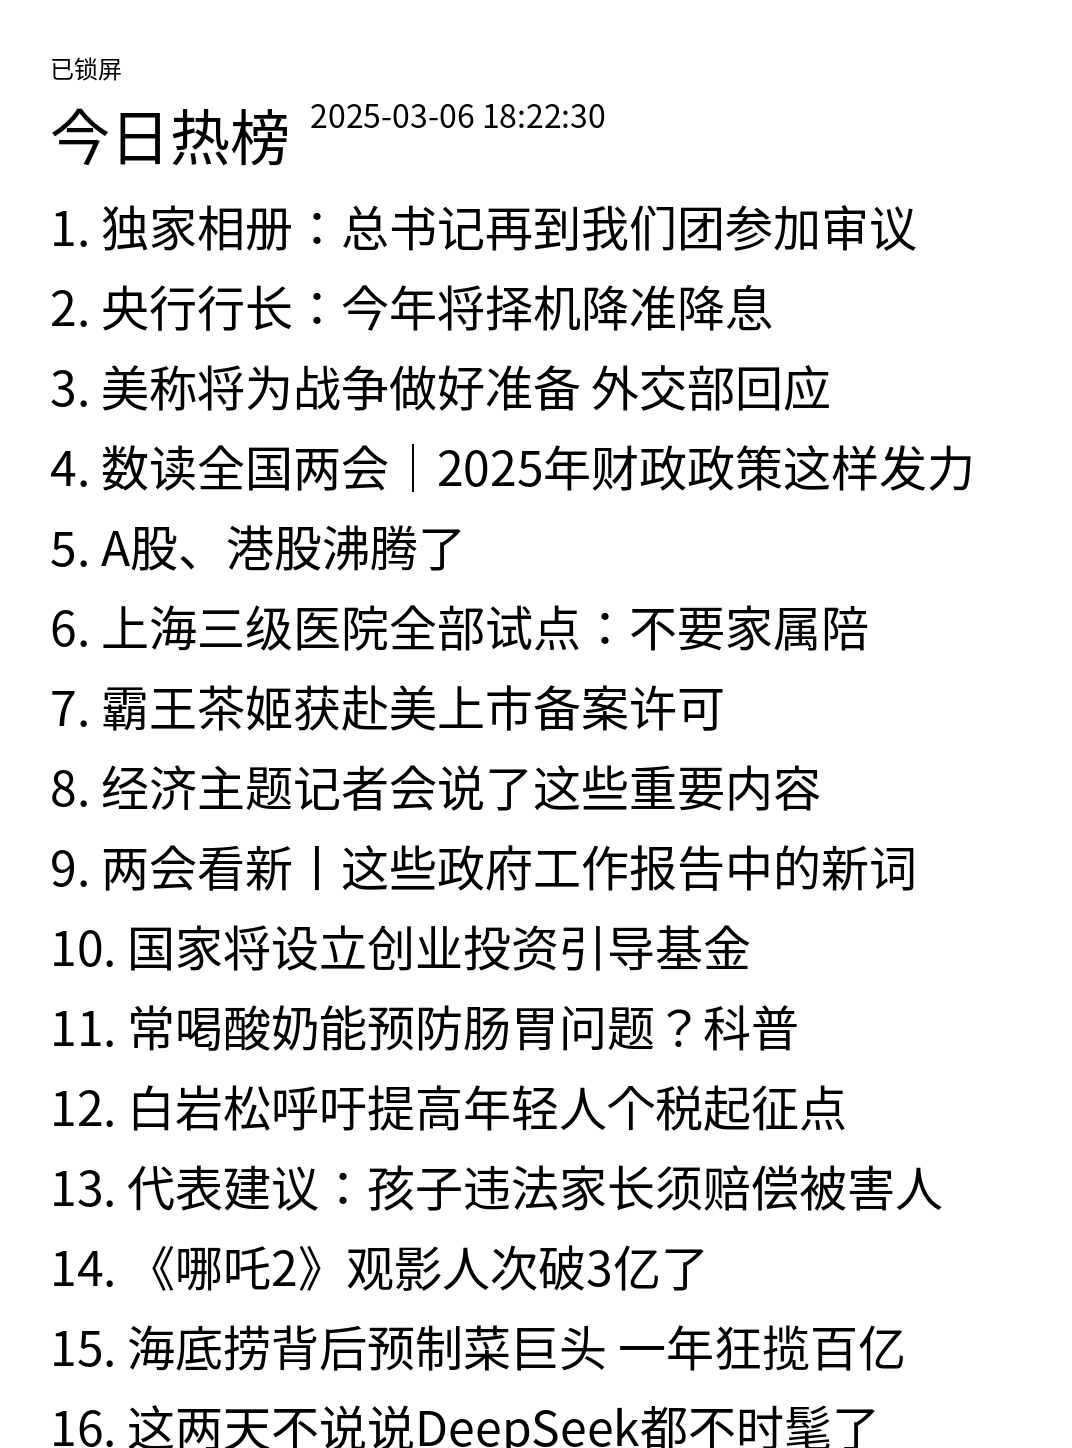 已锁屏
今日热榜 2025-03-06 18:22:30
1. 独家相册：总书记再到我们团参加审议
2. 央行行长：今年将择机降准降息
3. 美称将为战争做好准备 外交部回应
4. 数读全国两会｜2025年财政政策这样发力
5. A股、港股沸腾了
6. 上海三级医院全部试点：不要家属陪
7. 霸王茶姬获赴美上市备案许可
8. 经济主题记者会说了这些重要内容
9. 两会看新丨这些政府工作报告中的新词
10. 国家将设立创业投资引导基金
11. 常喝酸奶能预防肠胃问题？科普
12. 白岩松呼吁提高年轻人个税起征点
13. 代表建议：孩子违法家长须赔偿被害人
14. 《哪吒2》观影人次破3亿了
15. 海底捞背后预制菜巨头 一年狂揽百亿
16. 这两天不说说DeepSeek都不时髦了